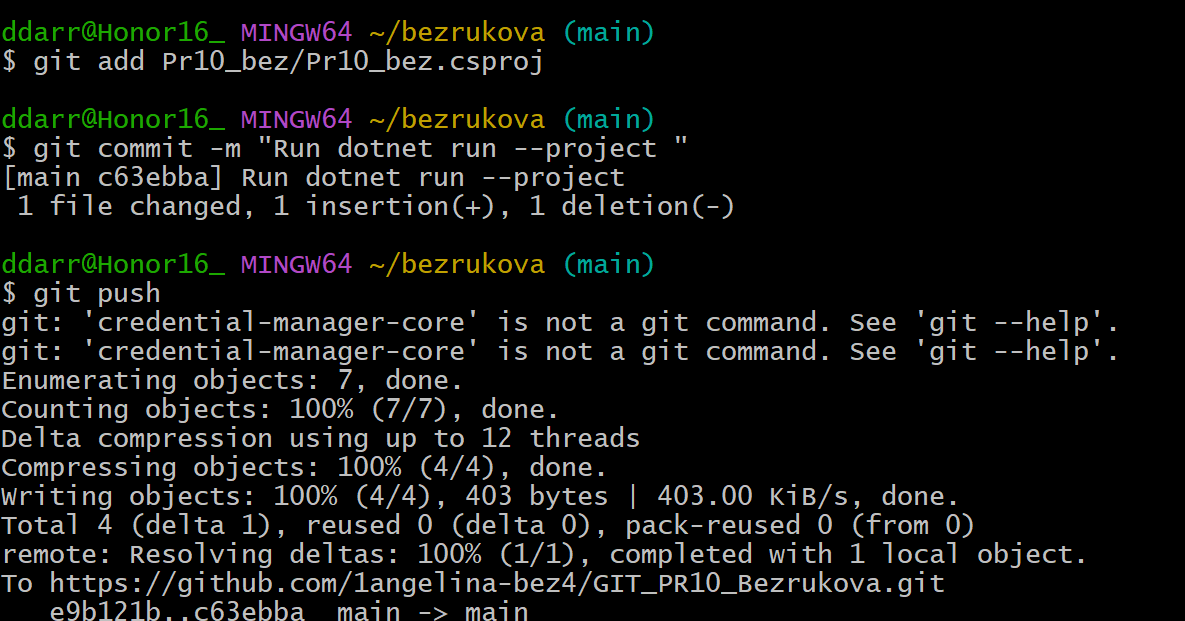 ddarr@Honor16_ MINGW64 ~/bezrukova (main)
$ git add Pr10_bez/Pr10_bez.csproj
ddarr@Honor16_ MINGW64 ~/bezrukova (main)
$ git commit -m "Run dotnet run --project "
[main c63ebba] Run dotnet run --project
 1 file changed, 1 insertion(+), 1 deletion(-)
ddarr@Honor16_ MINGW64 ~/bezrukova (main)
$ git push
git: 'credential-manager-core' is not a git command. See 'git --help'.
git: 'credential-manager-core' is not a git command. See 'git --help'.
Enumerating objects: 7, done.
Counting objects: 100% (7/7), done.
Delta compression using up to 12 threads
Compressing objects: 100% (4/4), done.
Writing objects: 100% (4/4), 403 bytes | 403.00 KiB/s, done.
Total 4 (delta 1), reused 0 (delta 0), pack-reused 0 (from 0)
remote: Resolving deltas: 100% (1/1), completed with 1 local object.
To https://github.com/1angelina-bez4/GIT_PR10_Bezrukova.git
   e9b121b..c63ebba  main -> main